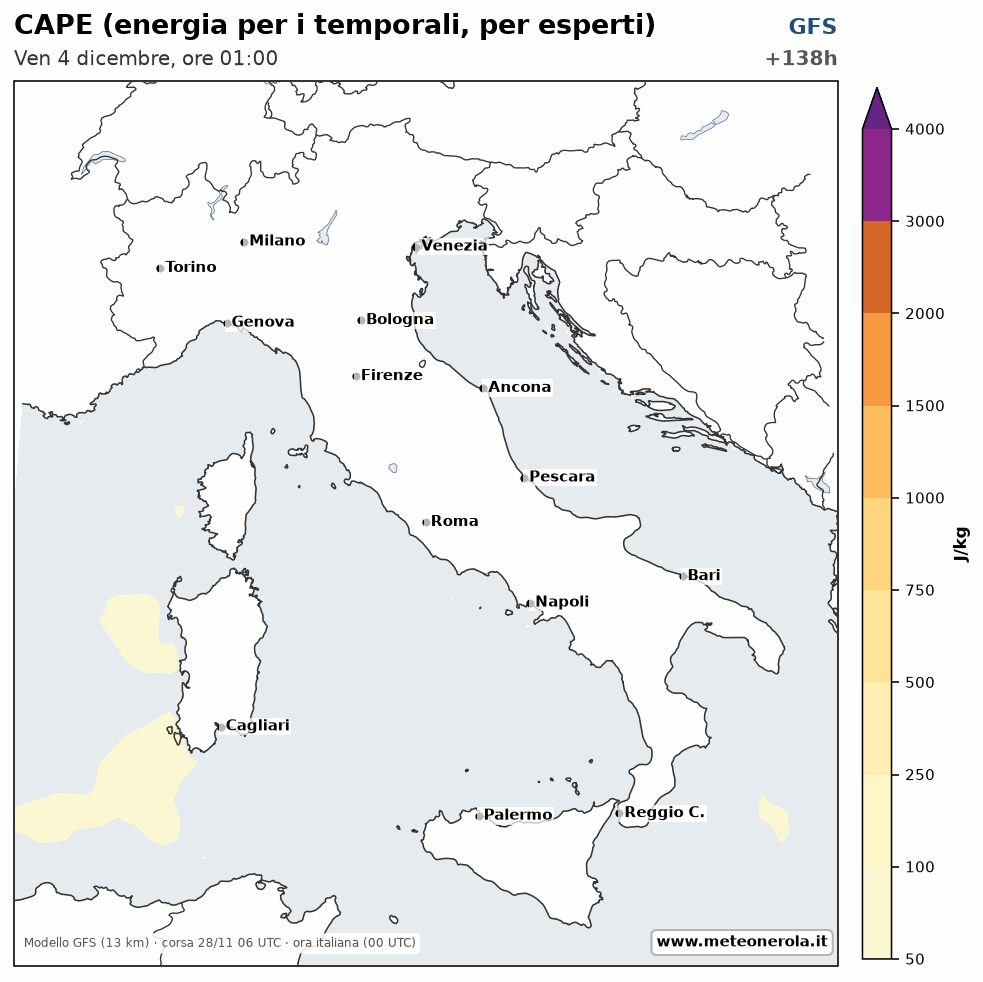 CAPE (energia per i temporali, per esperti)
GFS
Ven 4 dicembre, ore 01:00
+138h
4000
3000
2000
1500
1000
750
500
250
100
50
J/kg
Milano
Venezia
Torino
Genova
Bologna
Firenze
Ancona
Pescara
Roma
Bari
Napoli
Cagliari
Palermo
Reggio C.
Modello GFS (13 km) · corsa 28/11 06 UTC · ora italiana (00 UTC)
www.meteonerola.it